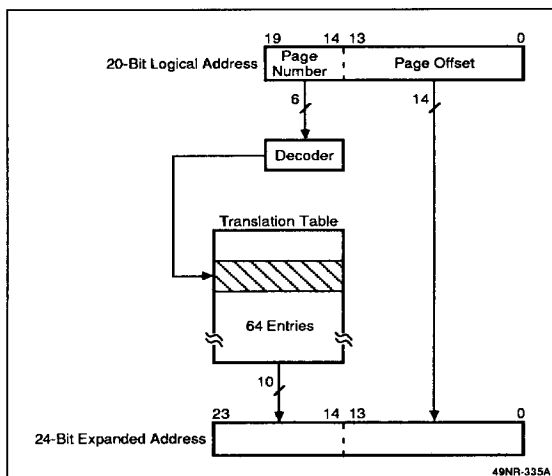 19 14 13 0
20-Bit Logical Address Page Number Page Offset
6 14
Decoder
Translation Table
64 Entries
10
23 14 13 0
24-Bit Expanded Address
49NR-335A